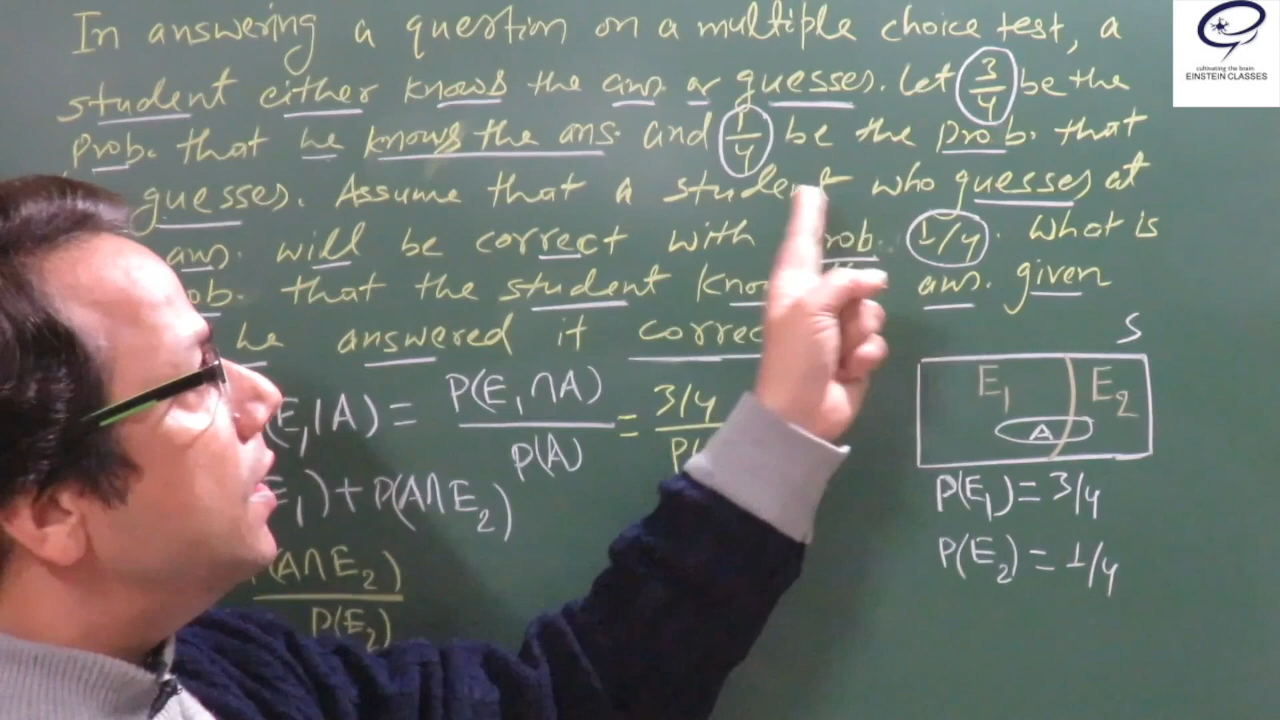 In answering a question on a multiple choice test, a
student either knows the ans. or guesses. Let 3/4 be the
prob. that he knows the ans. and 1/4 be the prob. that
guesses. Assume that a student who guesses at
ans. will be correct with prob. 1/4. What is
that the student ans. given
he answered it
E₁|A) = P(E₁∩A)/P(A) = 3/4
E₁)+P(A∩E₂)
(A∩E₂)/P(E₂)
S
E₁ E₂
A
P(E₁) = 3/4
P(E₂) = 1/4
cultivating the brain
EINSTEIN CLASSES